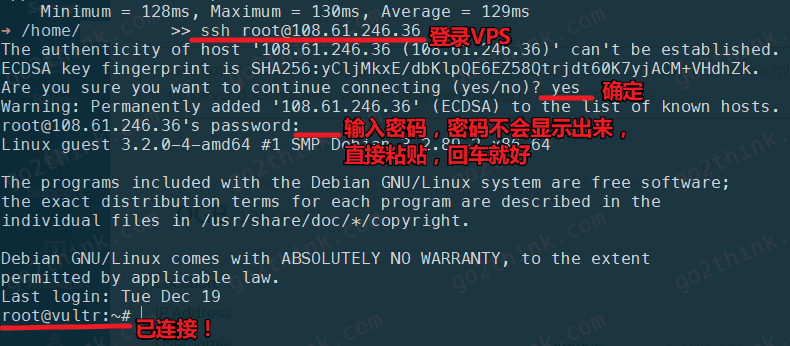 Minimum = 128ms, Maximum = 130ms, Average = 129ms
➜ /home/ >> ssh root@108.61.246.36 登录VPS
The authenticity of host '108.61.246.36 (108.61.246.36)' can't be established.
ECDSA key fingerprint is SHA256:yCljMkxE/dbKlpQE6EZ58Qtrjdt60K7yjACM+VHdhZk.
Are you sure you want to continue connecting (yes/no)? yes 确定
Warning: Permanently added '108.61.246.36' (ECDSA) to the list of known hosts.
root@108.61.246.36's password: 输入密码，密码不会显示出来，
Linux guest 3.2.0-4-amd64 #1 SMP Debian 3.2.89-2 x86_64
直接粘贴，回车就好
The programs included with the Debian GNU/Linux system are free software;
the exact distribution terms for each program are described in the
individual files in /usr/share/doc/*/copyright.
Debian GNU/Linux comes with ABSOLUTELY NO WARRANTY, to the extent
permitted by applicable law.
Last login: Tue Dec 19
root@vultr:~# 已连接！
IP Address
go2think.com